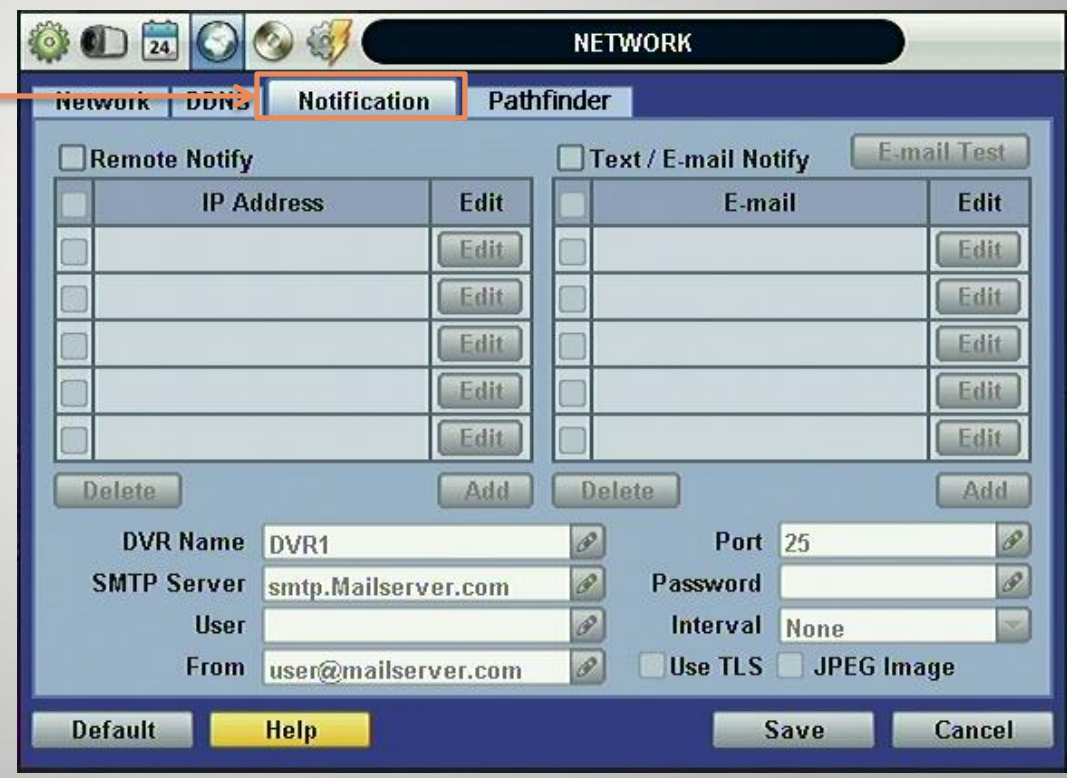 24
NETWORK
Network DDNS Notification Pathfinder
Remote Notify
Text / E-mail Notify E-mail Test
IP Address Edit
E-mail Edit
Edit Edit
Edit Edit
Edit Edit
Edit Edit
Edit Edit
Delete Add Delete Add
DVR Name DVR1 Port 25
SMTP Server smtp.Mailserver.com Password
User Interval None
From user@mailserver.com Use TLS JPEG Image
Default Help Save Cancel